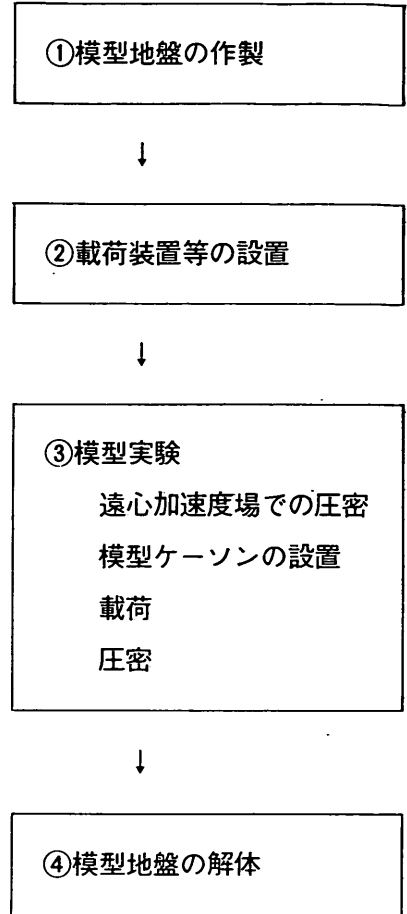 ①模型地盤の作製
↓
②載荷装置等の設置
↓
③模型実験
遠心加速度場での圧密
模型ケーソンの設置
載荷
圧密
↓
④模型地盤の解体